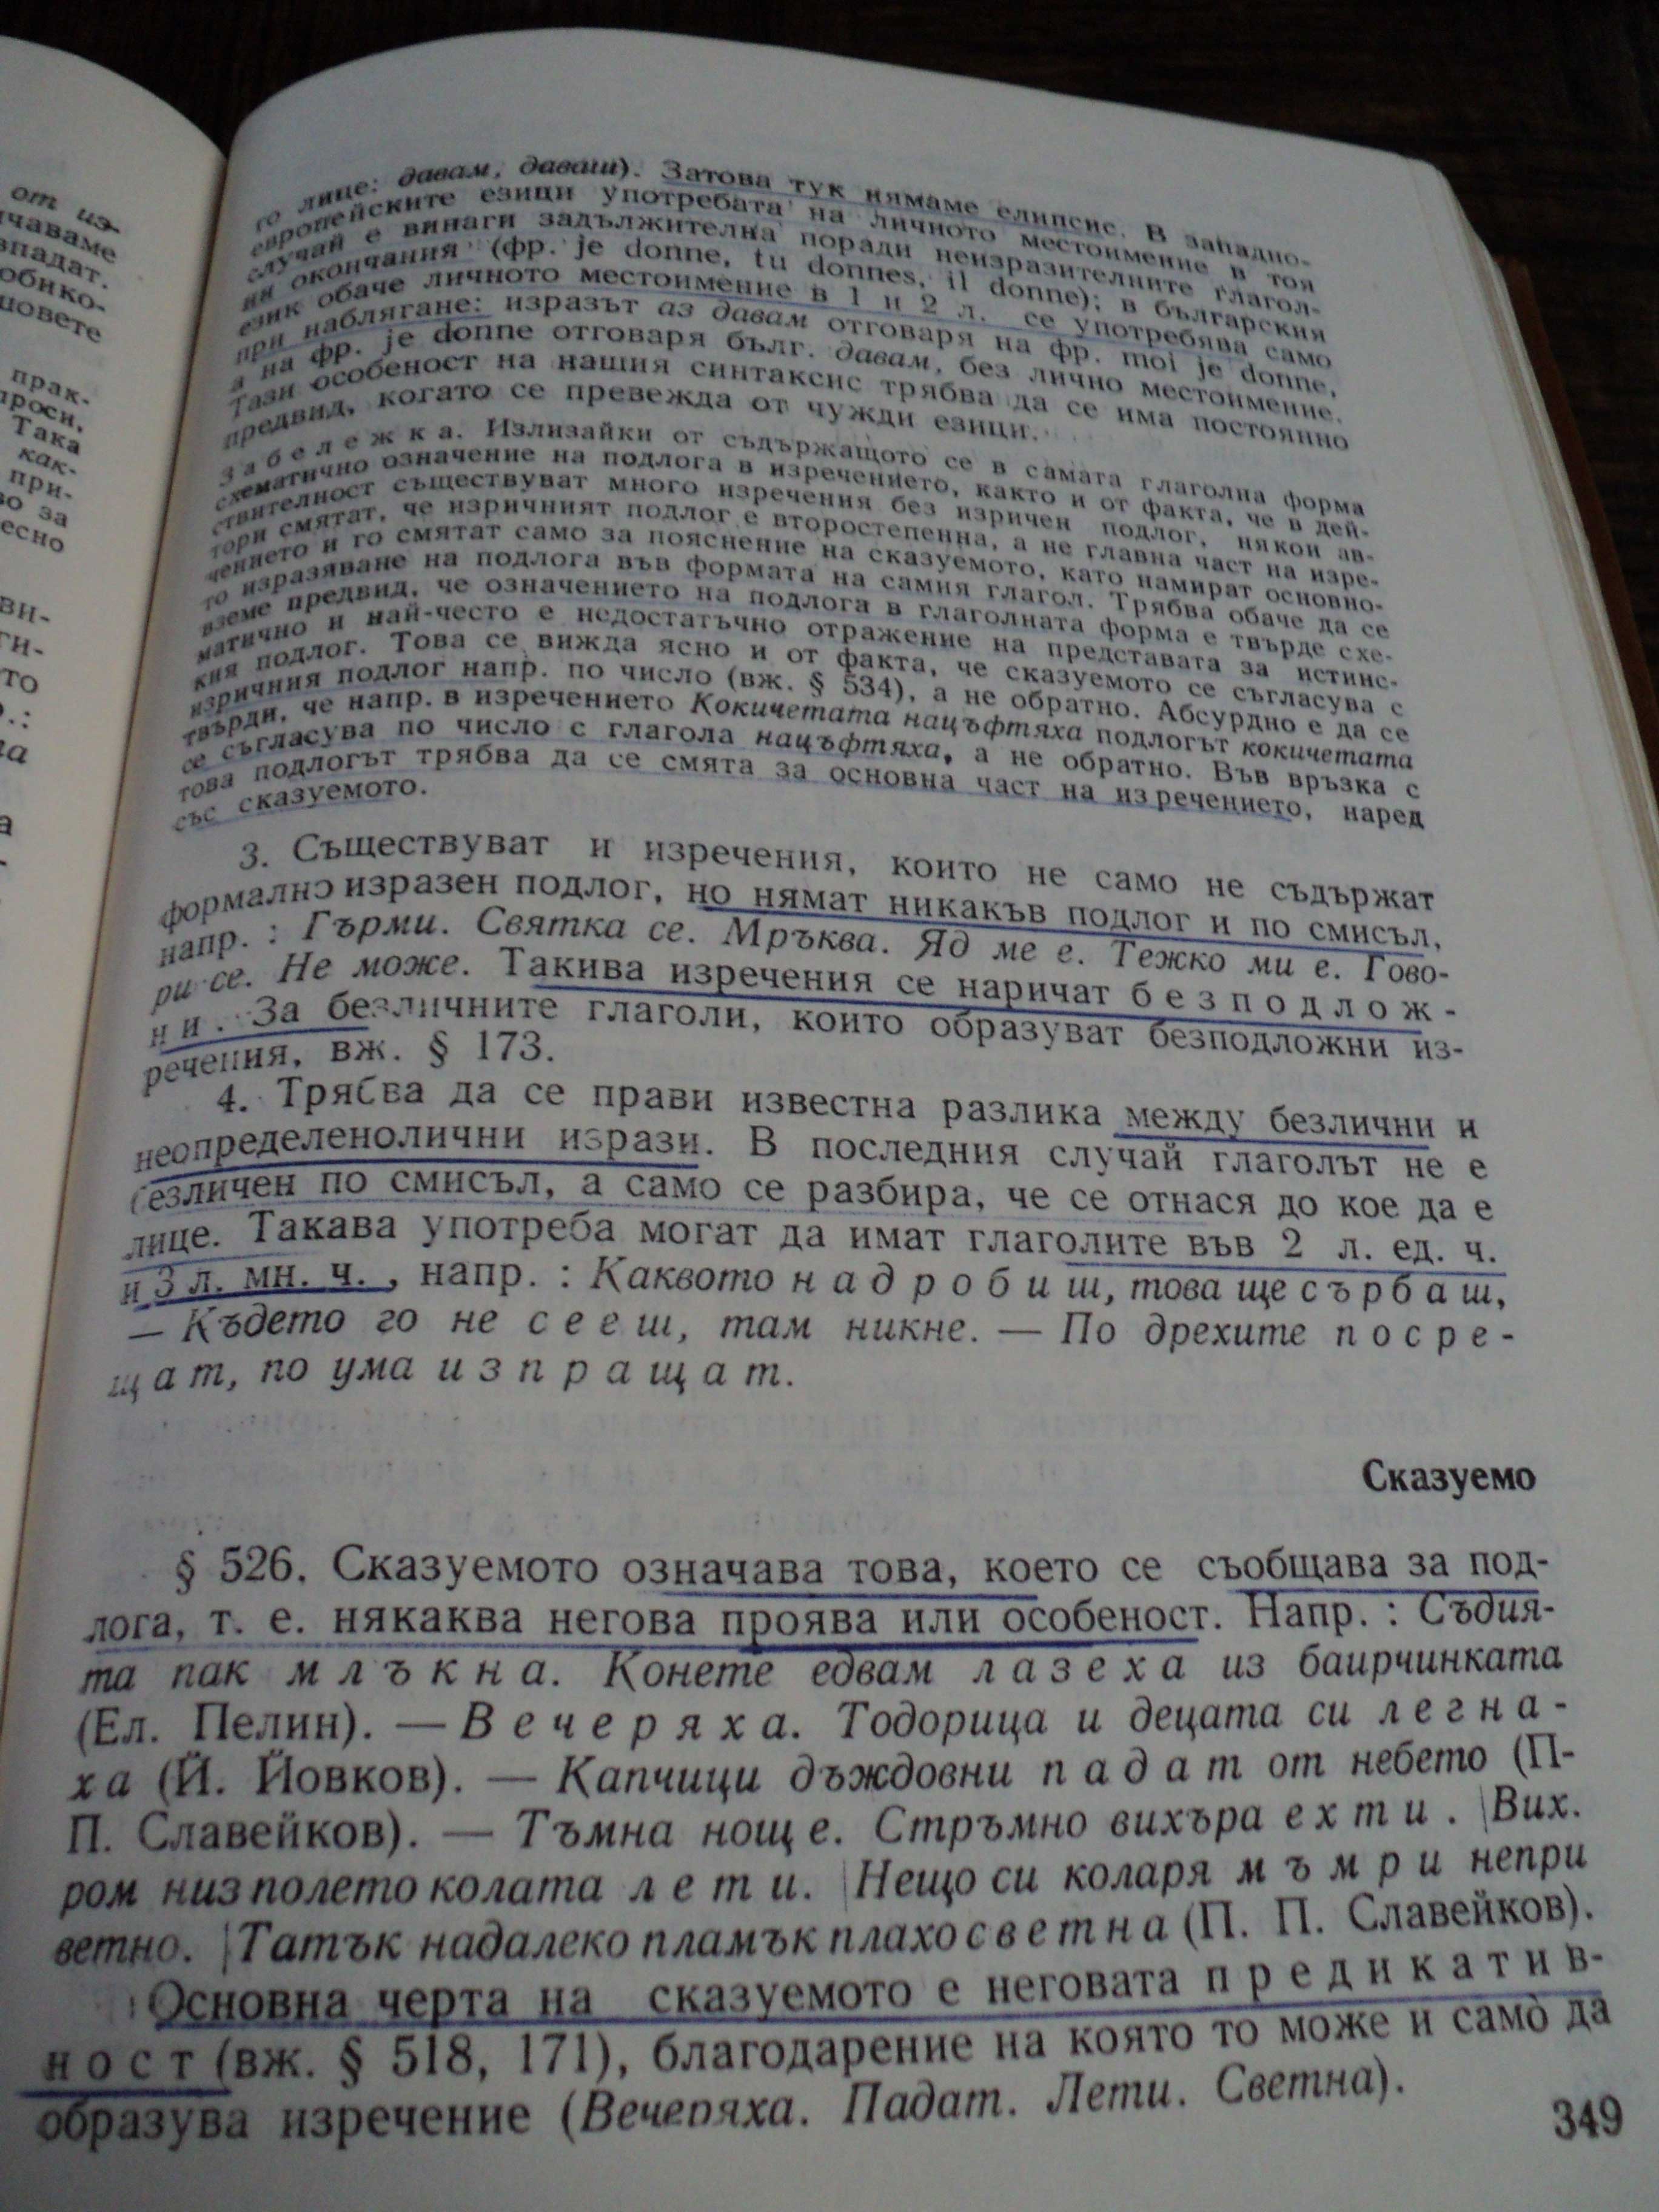 от из-
чаваме
впадат.
обико-
новете
прак-
проси.
Така
как-
при-
во за
есно
ви-
ги-
то
о.:
ла
а
го лице: давам, даваш). Затова тук нямаме елипсис. В западно-
европейските езици употребата на личното местоимение в тоя
случай е винаги задължителна поради неизразителните глагол-
ни окончания (фр. je donne, tu donnes, il donne); в българския
език обаче личното местоимение в 1 и 2 л. се употребява само
при наблягане: изразът аз давам отговаря на фр. moi je donne,
а на фр. je donne отговаря бълг. давам, без лично местоимение.
Тази особеност на нашия синтаксис трябва да се има постоянно
предвид, когато се превежда от чужди езици.
Забележка. Излизайки от съдържащото се в самата глаголна форма
схематично означение на подлога в изречението, както и от факта, че в дей-
ствителност съществуват много изречения без изричен подлог, някои ав-
тори смятат, че изричният подлог е второстепенна, а не главна част на изре-
чението и го смятат само за пояснение на сказуемото, като намират основно-
то изразяване на подлога във формата на самия глагол. Трябва обаче да се
вземе предвид, че означението на подлога в глаголната форма е твърде схе-
матично и най-често е недостатъчно отражение на представата за истинс-
кия подлог. Това се вижда ясно и от факта, че сказуемото се съгласува с
изричния подлог напр. по число (вж. § 534), а не обратно. Абсурдно е да се
твърди, че напр. в изречението Кокичетата нацъфтяха подлогът кокичетата
се съгласува по число с глагола нацъфтяха, а не обратно. Във връзка с
това подлогът трябва да се смята за основна част на изречението, наред
със сказуемото.
3. Съществуват и изречения, които не само не съдържат
формално изразен подлог, но нямат никакъв подлог и по смисъл,
напр. : Гърми. Святка се. Мръква. Яд ме е. Тежко ми е. Гово-
ри се. Не може. Такива изречения се наричат безподлож-
ни. За безличните глаголи, които образуват безподложни из-
речения, вж. § 173.
4. Трябва да се прави известна разлика между безлични и
неопределенолични изрази. В последния случай глаголът не е
безличен по смисъл, а само се разбира, че се отнася до кое да е
лице. Такава употреба могат да имат глаголите във 2 л. ед. ч.
и 3 л. мн. ч. , напр. : Каквото надробиш, това ще сърбаш,
— Където го не сееш, там никне. — По дрехите посре-
щат, по ума изпращат.
Сказуемо
§ 526. Сказуемото означава това, което се съобщава за под-
лога, т. е. някаква негова проява или особеност. Напр. : Съдия-
та пак млъкна. Конете едвам лазеха из баирчинката
(Ел. Пелин). — Вечеряха. Тодорица и децата си легна-
ха (Й. Йовков). — Капчици дъждовни падат от небето (П-
П. Славейков). — Тъмна нощ е. Стръмно вихъра ехти. | Вих.
ром низ полето колата лети. | Нещо си коларя мъмри непри
ветно. | Татък надалеко пламък плахо светна (П. П. Славейков).
Основна черта на сказуемото е неговата предикатив-
ност (вж. § 518, 171), благодарение на която то може и само̀ да
образува изречение (Вечеряха. Падат. Лети. Светна).
349